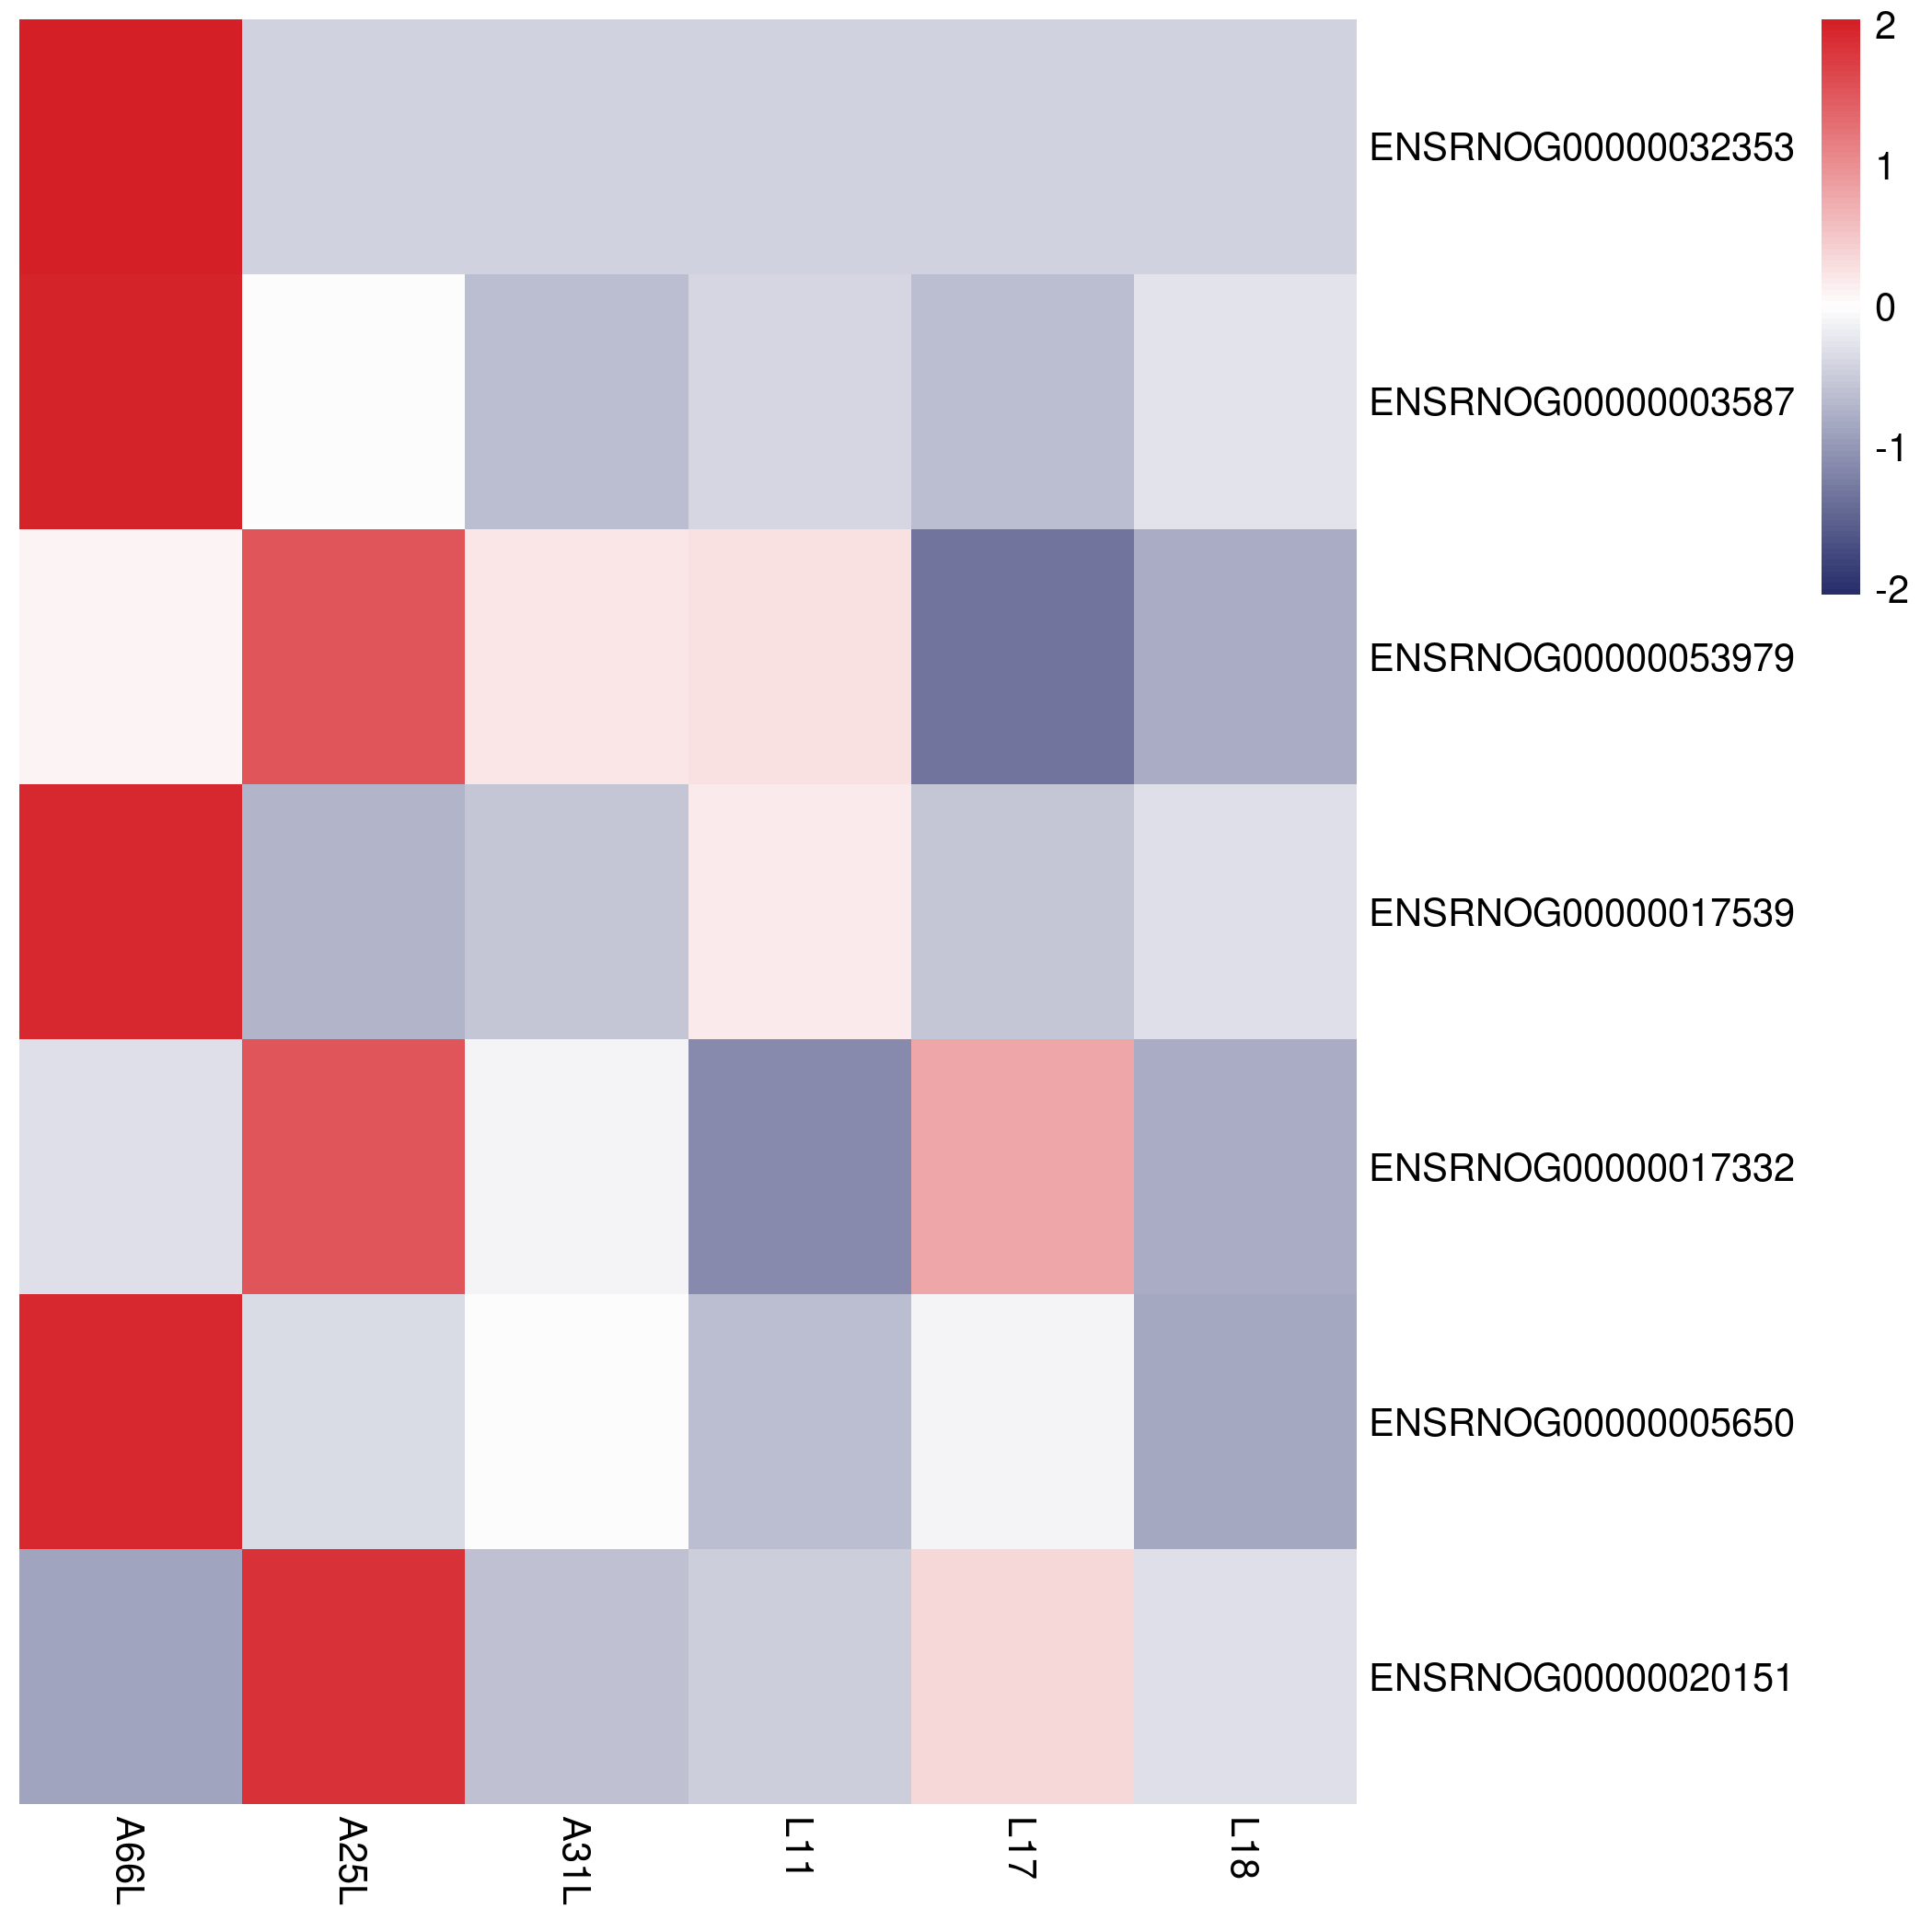 2
1
0
-1
-2
ENSRNOG00000032353
ENSRNOG00000003587
ENSRNOG00000053979
ENSRNOG00000017539
ENSRNOG00000017332
ENSRNOG00000005650
ENSRNOG00000020151
A66L
A25L
A31L
L11
L17
L18